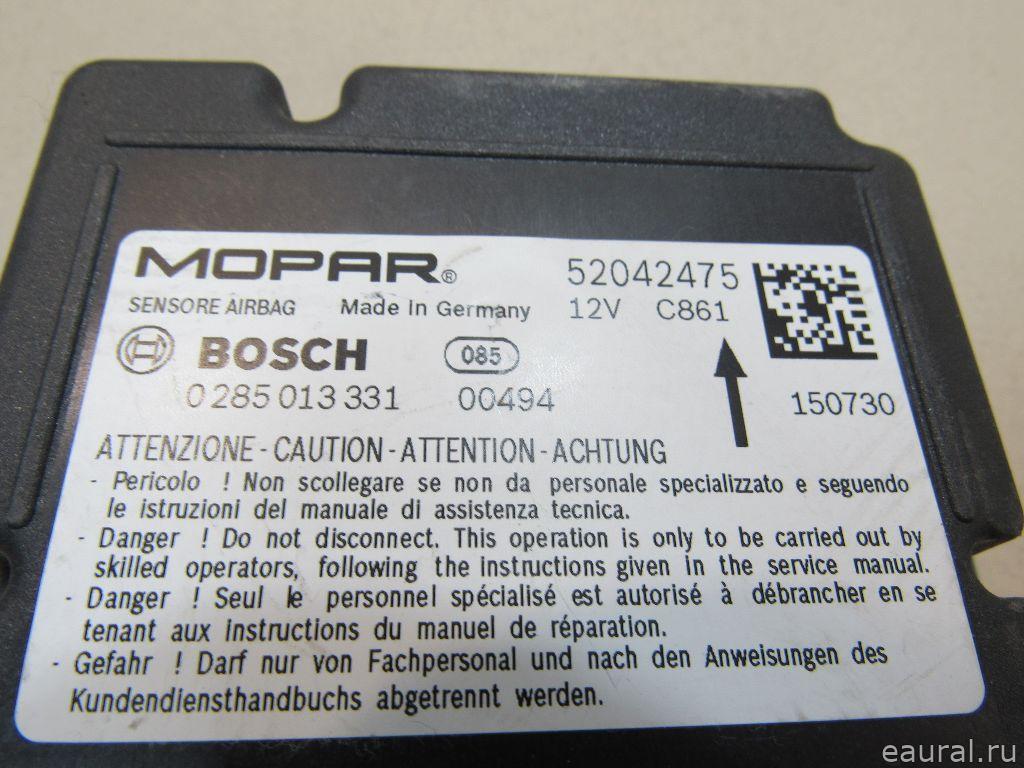 MOPAR®
52042475
SENSORE AIRBAG Made In Germany 12V C861
BOSCH 085
0 285 013 331 00494 150730
ATTENZIONE - CAUTION - ATTENTION - ACHTUNG
- Pericolo ! Non scollegare se non da personale specializzato e seguendo
le istruzioni del manuale di assistenza tecnica.
- Danger ! Do not disconnect. This operation is only to be carried out by
skilled operators, following the instructions given in the service manual.
- Danger ! Seul le personnel spécialisé est autorisé à débrancher en se
tenant aux instructions du manuel de réparation.
- Gefahr ! Darf nur von Fachpersonal und nach den Anweisungen des
Kundendiensthandbuchs abgetrennt werden.
eaural.ru